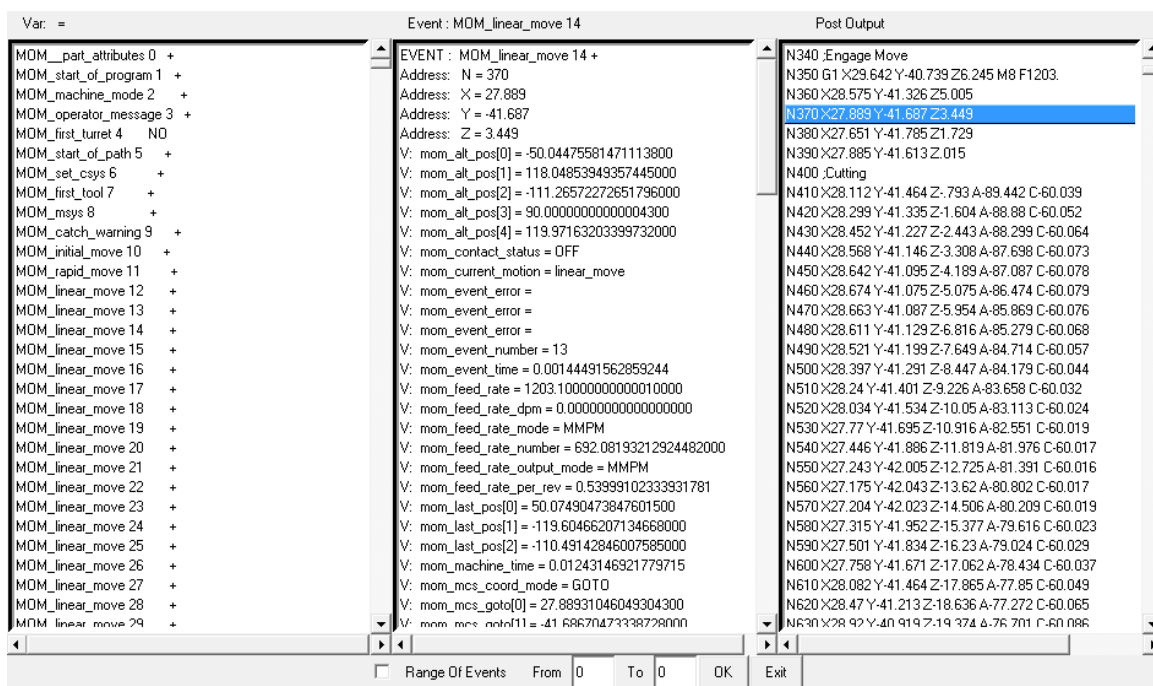 Var: =
Event : MOM_linear_move 14
Post Output
MOM__part_attributes 0 +
MOM_start_of_program 1 +
MOM_machine_mode 2 +
MOM_operator_message 3 +
MOM_first_turret 4 NO
MOM_start_of_path 5 +
MOM_set_csys 6 +
MOM_first_tool 7 +
MOM_msys 8 +
MOM_catch_warning 9 +
MOM_initial_move 10 +
MOM_rapid_move 11 +
MOM_linear_move 12 +
MOM_linear_move 13 +
MOM_linear_move 14 +
MOM_linear_move 15 +
MOM_linear_move 16 +
MOM_linear_move 17 +
MOM_linear_move 18 +
MOM_linear_move 19 +
MOM_linear_move 20 +
MOM_linear_move 21 +
MOM_linear_move 22 +
MOM_linear_move 23 +
MOM_linear_move 24 +
MOM_linear_move 25 +
MOM_linear_move 26 +
MOM_linear_move 27 +
MOM_linear_move 28 +
MOM_linear_move 29 +
EVENT : MOM_linear_move 14 +
Address: N = 370
Address: X = 27.889
Address: Y = -41.687
Address: Z = 3.449
V: mom_alt_pos[0] = -50.04475581471113800
V: mom_alt_pos[1] = 118.04853949357445000
V: mom_alt_pos[2] = -111.26572272651796000
V: mom_alt_pos[3] = 90.00000000000004300
V: mom_alt_pos[4] = 119.97163203399732000
V: mom_contact_status = OFF
V: mom_current_motion = linear_move
V: mom_event_error =
V: mom_event_error =
V: mom_event_error =
V: mom_event_number = 13
V: mom_event_time = 0.00144491562859244
V: mom_feed_rate = 1203.10000000000010000
V: mom_feed_rate_dpm = 0.00000000000000000
V: mom_feed_rate_mode = MMPM
V: mom_feed_rate_number = 692.08193212924482000
V: mom_feed_rate_output_mode = MMPM
V: mom_feed_rate_per_rev = 0.53999102333931781
V: mom_last_pos[0] = 50.07490473847601500
V: mom_last_pos[1] = -119.60466207134668000
V: mom_last_pos[2] = -110.49142846007585000
V: mom_machine_time = 0.01243146921779715
V: mom_mcs_coord_mode = GOTO
V: mom_mcs_goto[0] = 27.88931046049304300
V: mom_mcs_goto[1] = -41.68670473338728000
N340 ;Engage Move
N350 G1 X29.642 Y-40.739 Z6.245 M8 F1203.
N360 X28.575 Y-41.326 Z5.005
N370 X27.889 Y-41.687 Z3.449
N380 X27.651 Y-41.785 Z1.729
N390 X27.885 Y-41.613 Z.015
N400 ;Cutting
N410 X28.112 Y-41.464 Z-.793 A-89.442 C-60.039
N420 X28.299 Y-41.335 Z-1.604 A-88.88 C-60.052
N430 X28.452 Y-41.227 Z-2.443 A-88.299 C-60.064
N440 X28.568 Y-41.146 Z-3.308 A-87.698 C-60.073
N450 X28.642 Y-41.095 Z-4.189 A-87.087 C-60.078
N460 X28.674 Y-41.075 Z-5.075 A-86.474 C-60.079
N470 X28.663 Y-41.087 Z-5.954 A-85.869 C-60.076
N480 X28.611 Y-41.129 Z-6.816 A-85.279 C-60.068
N490 X28.521 Y-41.199 Z-7.649 A-84.714 C-60.057
N500 X28.397 Y-41.291 Z-8.447 A-84.179 C-60.044
N510 X28.24 Y-41.401 Z-9.226 A-83.658 C-60.032
N520 X28.034 Y-41.534 Z-10.05 A-83.113 C-60.024
N530 X27.77 Y-41.695 Z-10.916 A-82.551 C-60.019
N540 X27.446 Y-41.886 Z-11.819 A-81.976 C-60.017
N550 X27.243 Y-42.005 Z-12.725 A-81.391 C-60.016
N560 X27.175 Y-42.043 Z-13.62 A-80.802 C-60.017
N570 X27.204 Y-42.023 Z-14.506 A-80.209 C-60.019
N580 X27.315 Y-41.952 Z-15.377 A-79.616 C-60.023
N590 X27.501 Y-41.834 Z-16.23 A-79.024 C-60.029
N600 X27.758 Y-41.671 Z-17.062 A-78.434 C-60.037
N610 X28.082 Y-41.464 Z-17.865 A-77.85 C-60.049
N620 X28.47 Y-41.213 Z-18.636 A-77.272 C-60.065
N630 X28.92 Y-40.919 Z-19.374 A-76.701 C-60.086
Range Of Events From 0 To 0 OK Exit